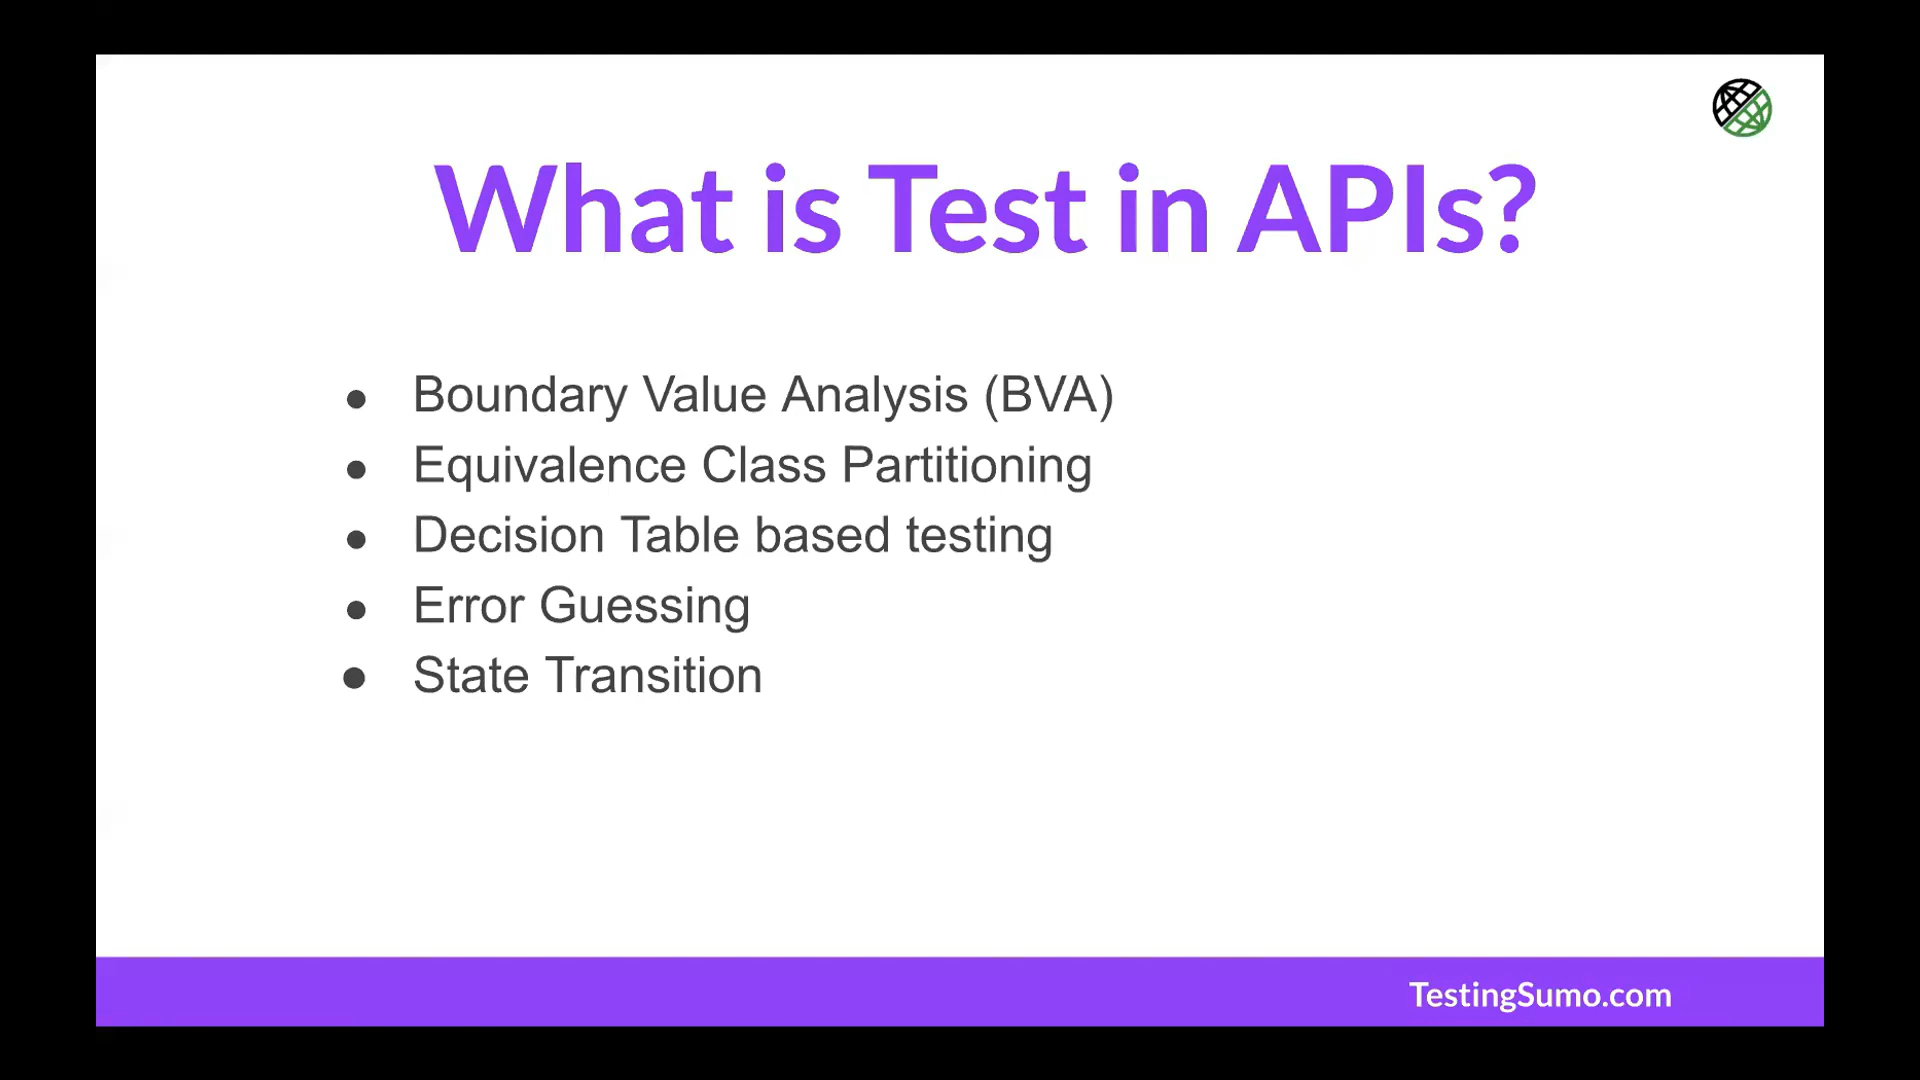 What is Test in APIs?
● Boundary Value Analysis (BVA)
● Equivalence Class Partitioning
● Decision Table based testing
● Error Guessing
● State Transition
TestingSumo.com